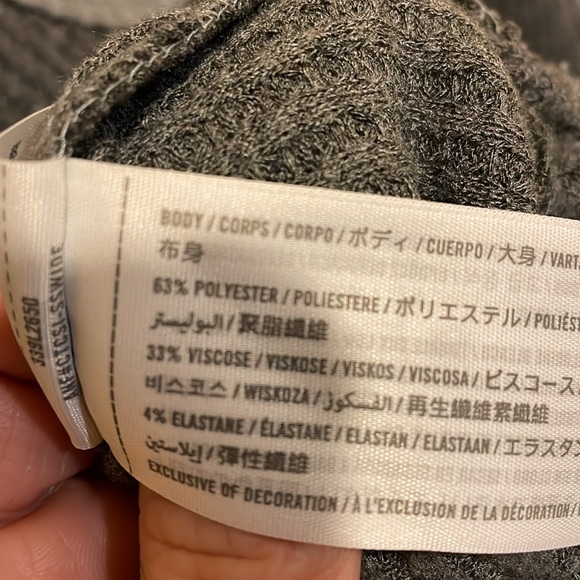 BODY / CORPS / CORPO / ボディ / CUERPO / 大身 / VARTA
布身
63% POLYESTER / POLIESTERE / ポリエステル / POLIÉST
البوليستر / 聚脂纖維
33% VISCOSE / VISKOSE / VISKOS / VISCOSA / ビスコース
비스코스 / WISKOZA / الفسكوز / 再生纖維素纖維
4% ELASTANE / ÉLASTANE / ELASTAN / ELASTAAN / エラスタン
إيلاستين / 彈性纖維
EXCLUSIVE OF DECORATION / À L'EXCLUSION DE LA DÉCORATION /
339L2650